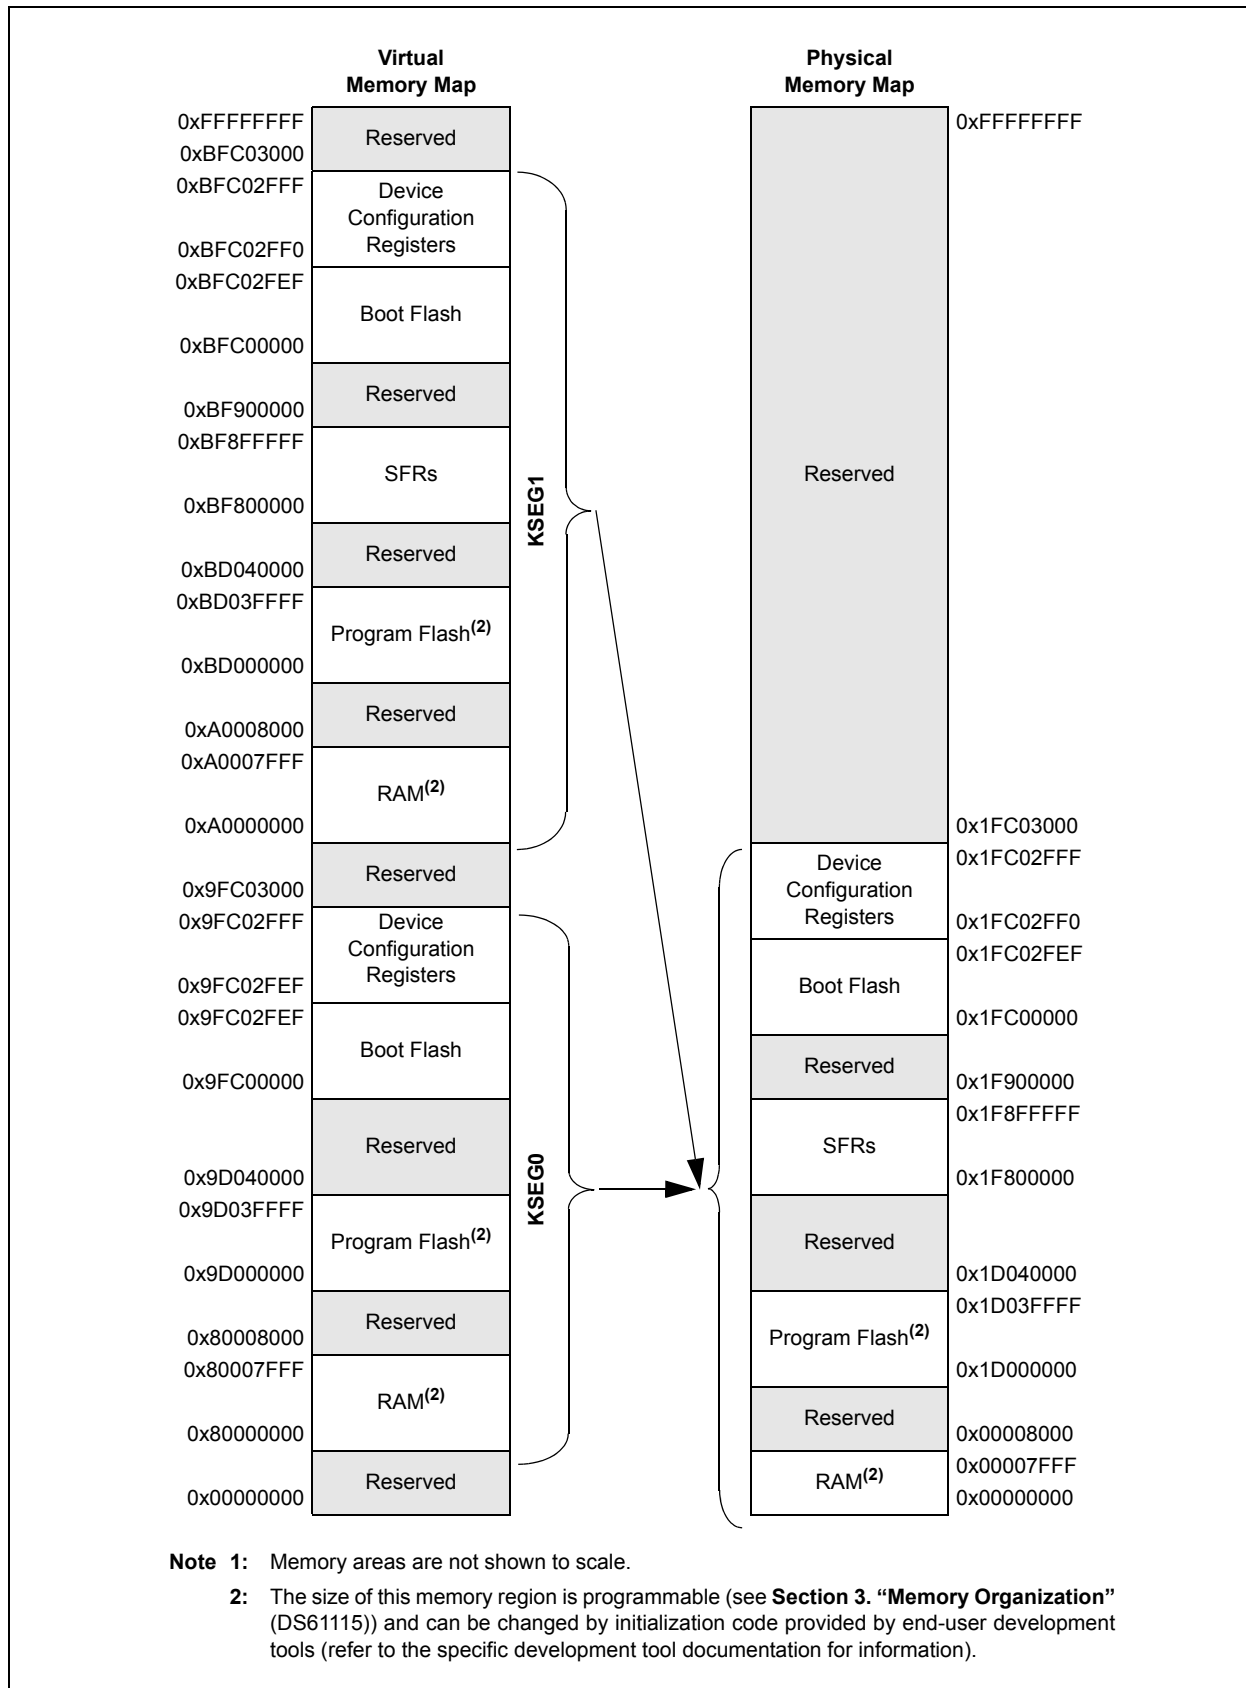 Virtual
Memory Map
0xFFFFFFFF
Reserved
0xBFC03000
0xBFC02FFF
Device
Configuration
Registers
0xBFC02FF0
0xBFC02FEF
Boot Flash
0xBFC00000
Reserved
0xBF900000
0xBF8FFFFF
SFRs
0xBF800000
Reserved
0xBD040000
0xBD03FFFF
Program Flash(2)
0xBD000000
Reserved
0xA0008000
0xA0007FFF
RAM(2)
0xA0000000
Reserved
0x9FC03000
0x9FC02FFF
Device
Configuration
Registers
0x9FC02FEF
0x9FC02FEF
Boot Flash
0x9FC00000
Reserved
0x9D040000
0x9D03FFFF
Program Flash(2)
0x9D000000
Reserved
0x80008000
0x80007FFF
RAM(2)
0x80000000
Reserved
0x00000000
KSEG1
KSEG0
Physical
Memory Map
0xFFFFFFFF
Reserved
0x1FC03000
0x1FC02FFF
Device
Configuration
Registers
0x1FC02FF0
0x1FC02FEF
Boot Flash
0x1FC00000
Reserved
0x1F900000
0x1F8FFFFF
SFRs
0x1F800000
Reserved
0x1D040000
0x1D03FFFF
Program Flash(2)
0x1D000000
Reserved
0x00008000
0x00007FFF
RAM(2)
0x00000000
Note 1: Memory areas are not shown to scale.
2: The size of this memory region is programmable (see Section 3. “Memory Organization”
(DS61115)) and can be changed by initialization code provided by end-user development
tools (refer to the specific development tool documentation for information).